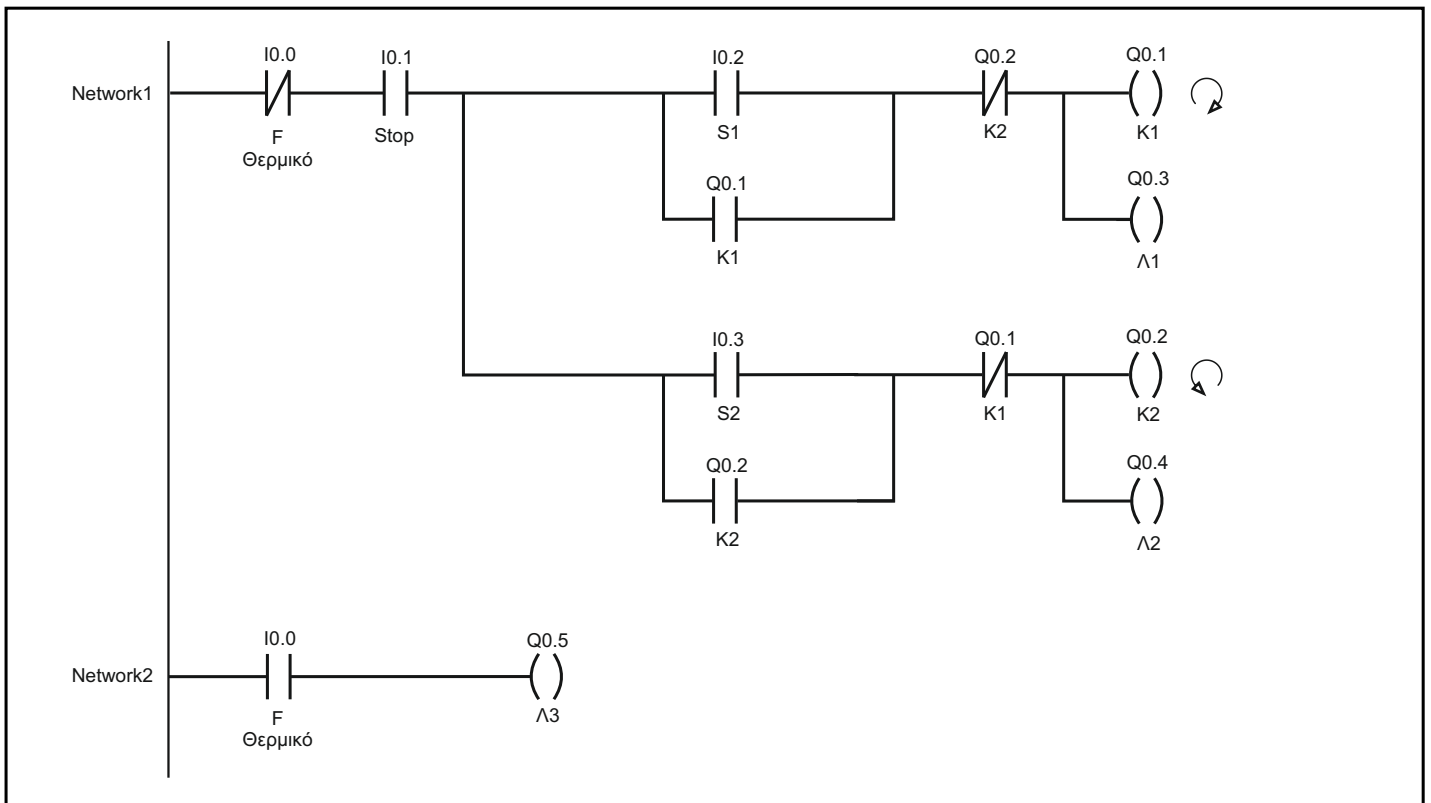 I0.0 I0.1 I0.2 Q0.2 Q0.1
Network1
F S1 K2 K1
Θερμικό Stop
Q0.1 Q0.3
K1 Λ1
I0.3 Q0.1 Q0.2
S2 K1 K2
Q0.2 Q0.4
K2 Λ2
I0.0 Q0.5
Network2
F Λ3
Θερμικό